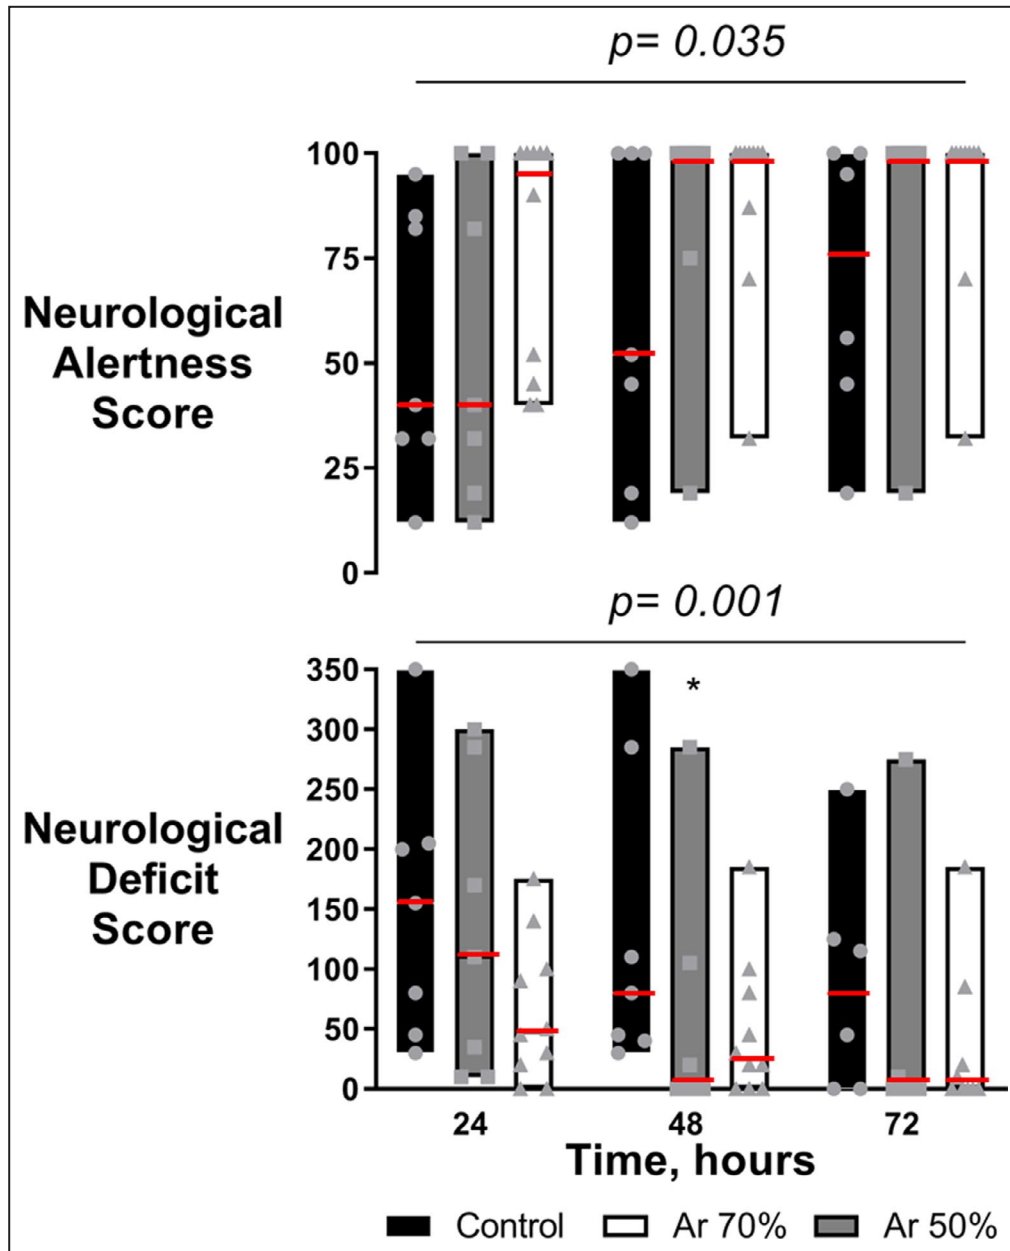 p= 0.035
100
75
50
25
0
Neurological
Alertness
Score
p= 0.001
350
300
250
200
150
100
50
0
*
Neurological
Deficit
Score
24 48 72
Time, hours
Control Ar 70% Ar 50%